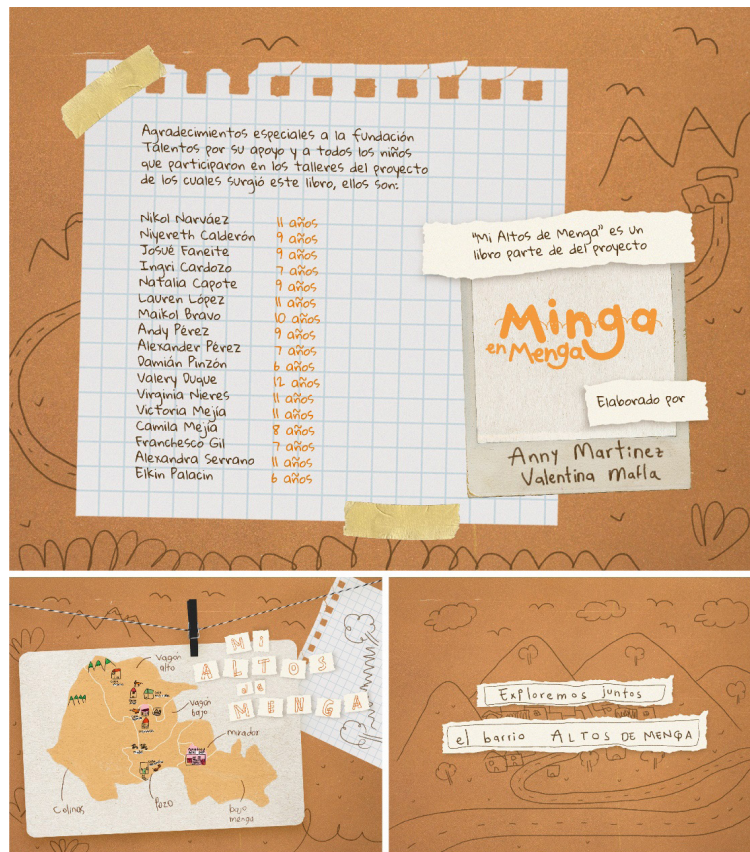 Agradecimientos especiales a la fundación
Talentos por su apoyo y a todos los niños
que participaron en los talleres del proyecto
de los cuales surgió este libro, ellos son:
Nikol Narváez 11 años
Niyereth Calderón 9 años
Josué Faneite 9 años
Ingri Cardozo 7 años
Natalia Capote 9 años
Lauren López 11 años
Maikol Bravo 10 años
Andy Pérez 9 años
Alexander Pérez 7 años
Damián Pinzón 6 años
Valery Duque 12 años
Virginia Nieres 11 años
Victoria Mejía 11 años
Camila Mejía 8 años
Franchesco Gil 7 años
Alexandra Serrano 11 años
Elkin Palacin 6 años
"Mi Altos de Menga" es un
libro parte de del proyecto
Minga
en Menga
Elaborado por
Anny Martinez
Valentina Mafla
MI
ALTOS
de
MINGA
Vagón
alto
Vagón
bajo
mirador
Colinas
Pozo
bajo
menga
Exploremos juntos
el barrio ALTOS DE MENGA